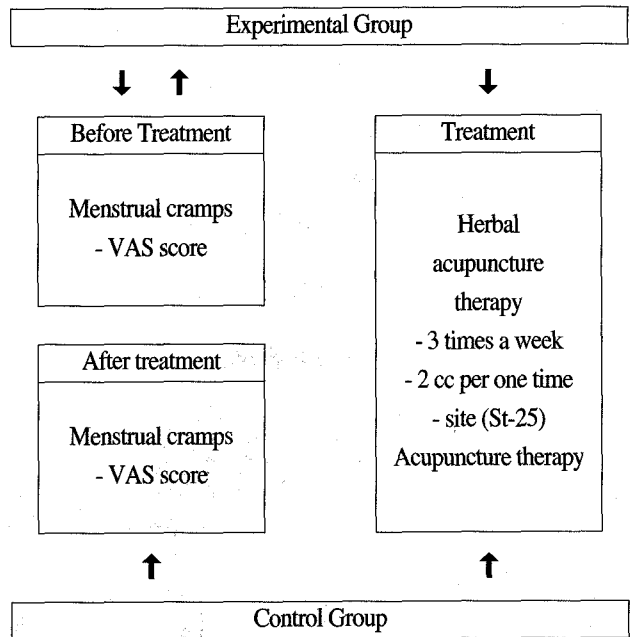 Experimental Group
Before Treatment
Menstrual cramps
- VAS score
After treatment
Menstrual cramps
- VAS score
Treatment
Herbal
acupuncture
therapy
- 3 times a week
- 2 cc per one time
- site (St-25)
Acupuncture therapy
Control Group